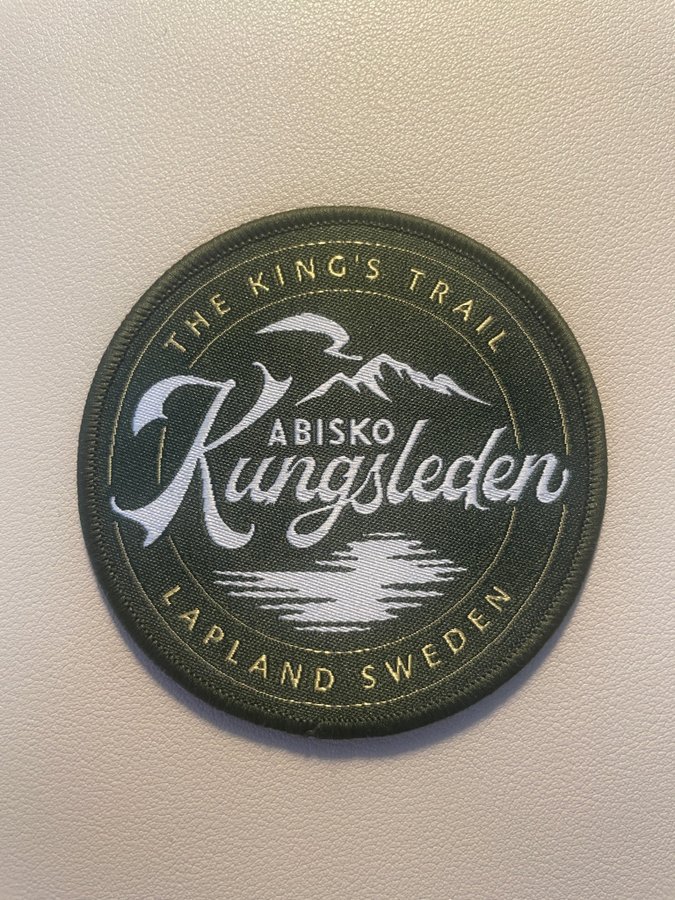 THE KING'S TRAIL
ABISKO
Kungsleden
LAPLAND SWEDEN